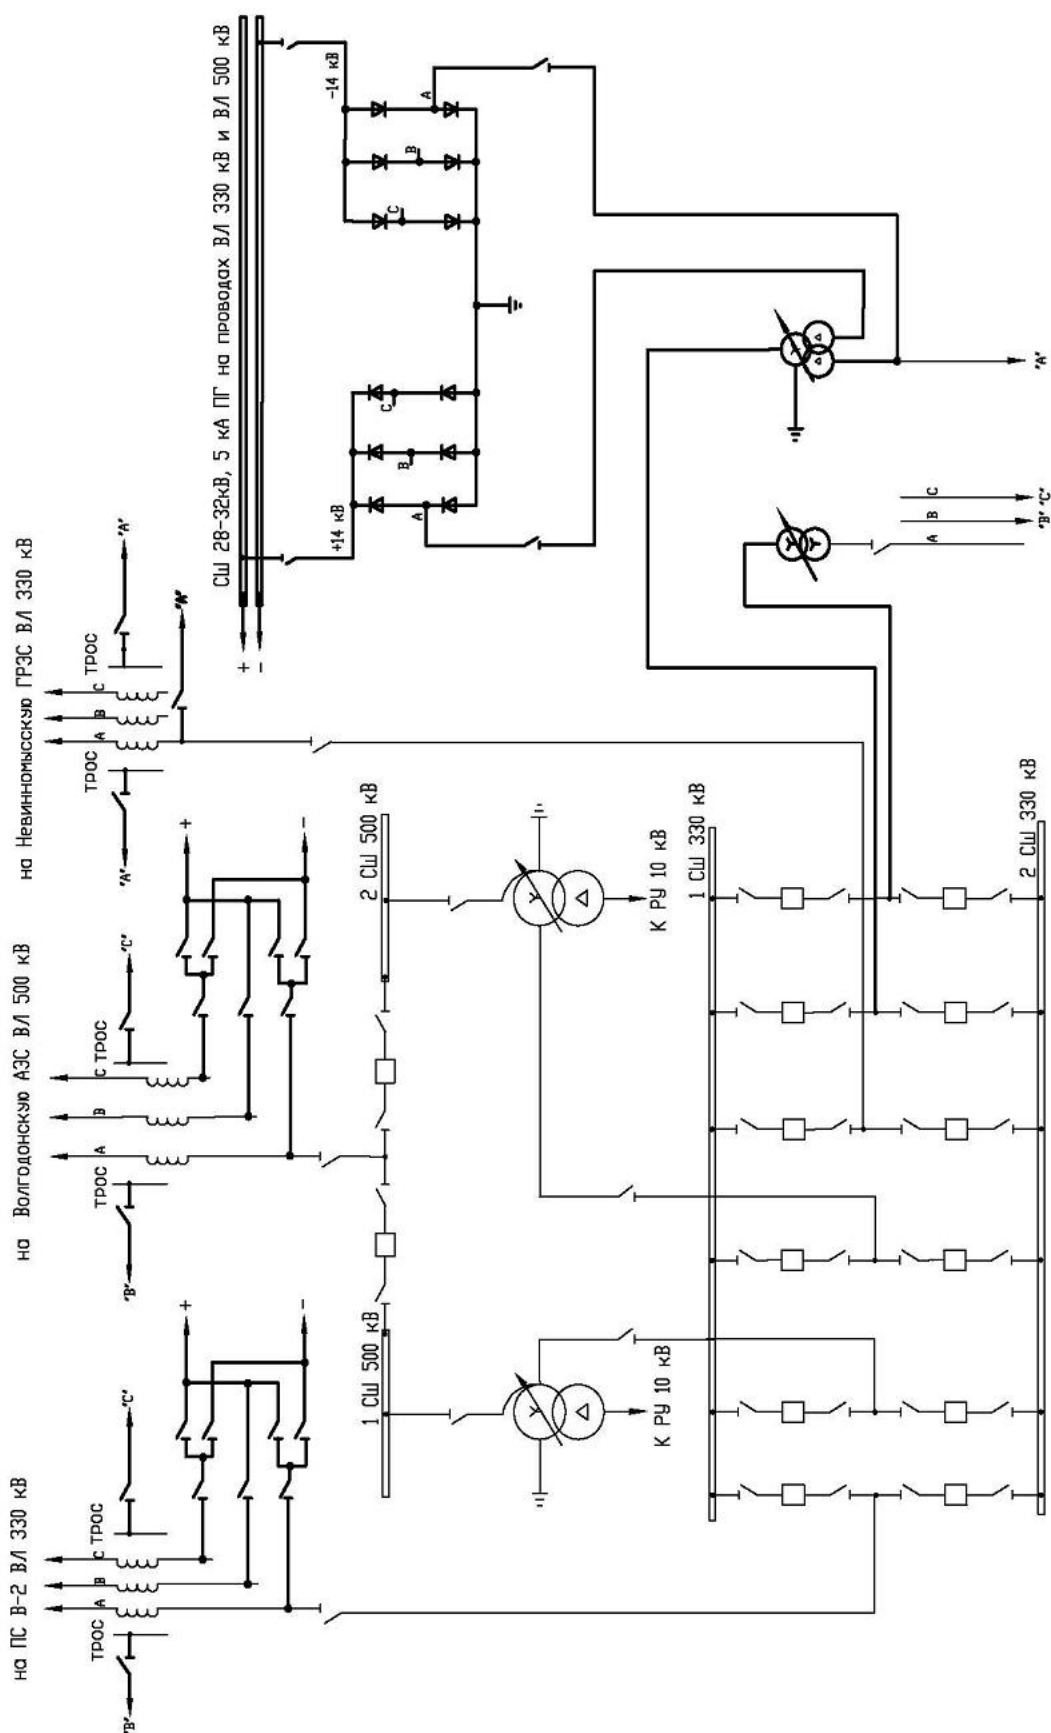 на ПС В-2 ВЛ 330 кВ
на Волгодонскую АЭС ВЛ 500 кВ
на Невинномысскую ГРЭС ВЛ 330 кВ
ТРОС
A
B
C
ТРОС
ТРОС
A
B
C
ТРОС
ТРОС
A
B
C
ТРОС
"B"
"C"
"B"
"C"
"A"
"A"
"A"
+
−
+
−
+
−
СШ 28-32кВ, 5 кА ПГ на проводах ВЛ 330 кВ и ВЛ 500 кВ
+14 кВ
-14 кВ
A
B
C
C
B
A
1 СШ 500 кВ
2 СШ 500 кВ
К РУ 10 кВ
К РУ 10 кВ
1 СШ 330 кВ
2 СШ 330 кВ
A
B
C
"B"
"C"
"A"